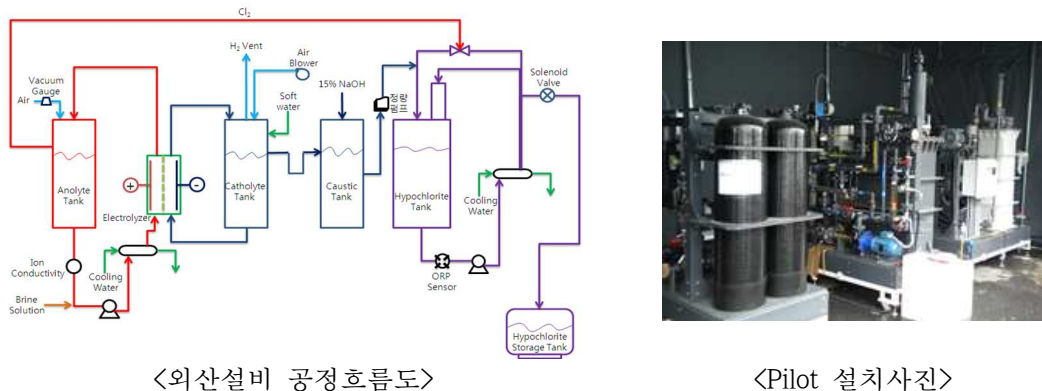 Cl₂
H₂ Vent
Air
Blower
Vacuum
Gauge
Air
Soft
water
15% NaOH
정량
펌프
Solenoid
Valve
Anolyte
Tank
Electrolyzer
+
-
Catholyte
Tank
Caustic
Tank
Hypochlorite
Tank
Cooling
Water
Ion
Conductivity
Cooling
Water
Brine
Solution
ORP
Sensor
Hypochlorite
Storage Tank
<외산설비 공정흐름도>
<Pilot 설치사진>